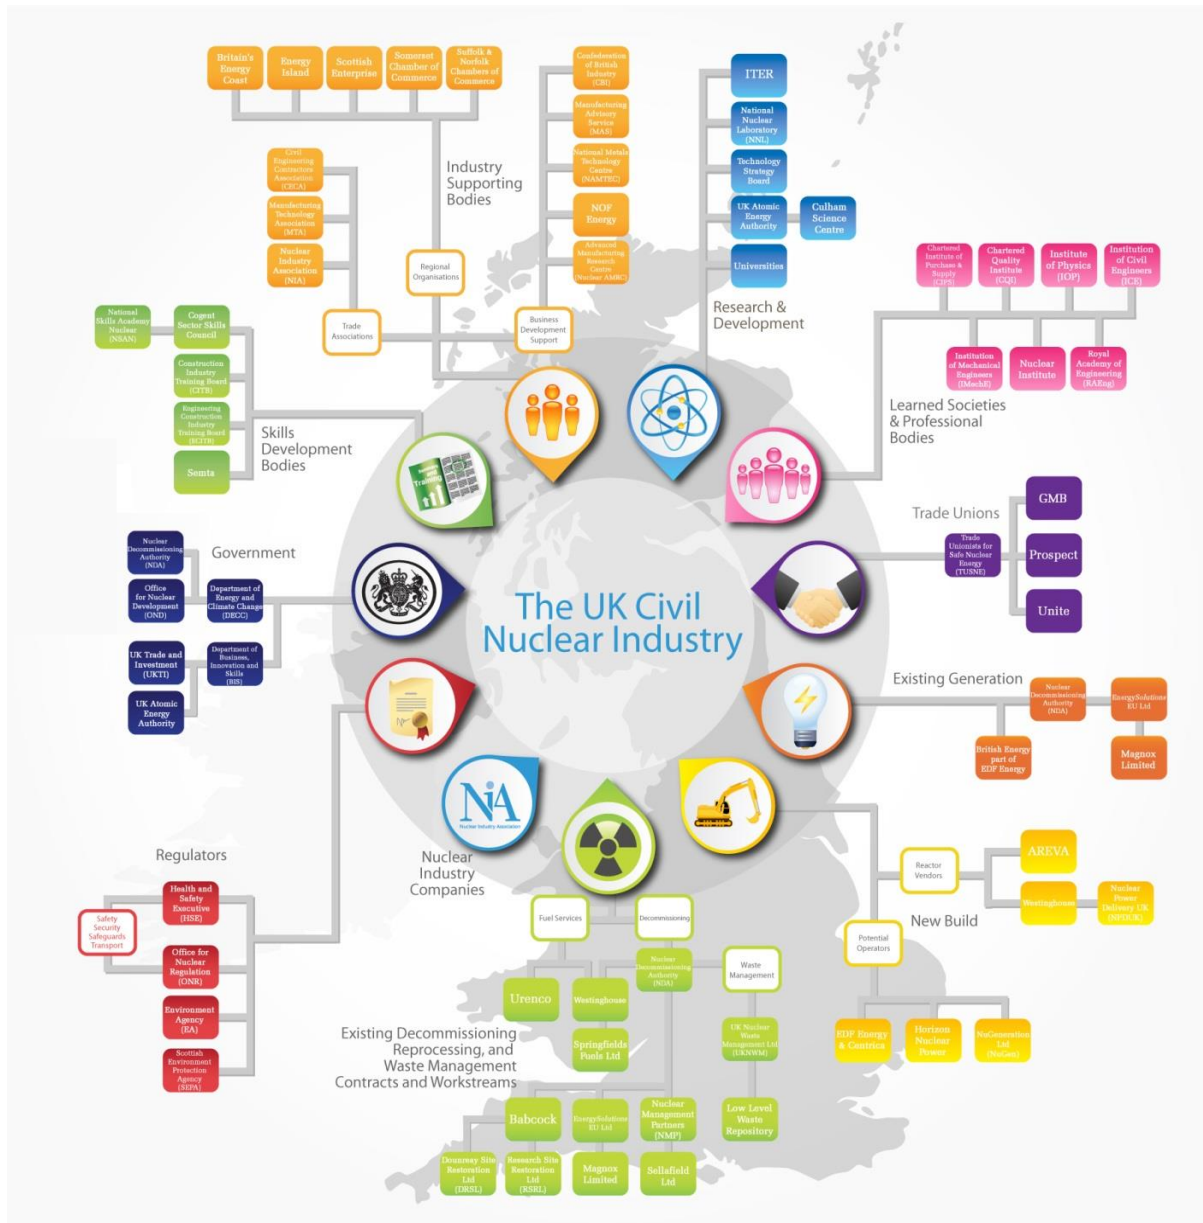 Britain's
Energy
Coast
Energy
Island
Scottish
Enterprise
Somerset
Chamber of
Commerce
Suffolk &
Norfolk
Chambers of
Commerce
Civil
Engineering
Contractors
Association
(CECA)
Manufacturing
Technology
Association
(MTA)
Nuclear
Industry
Association
(NIA)
Industry
Supporting
Bodies
Regional
Organisations
Trade
Associations
Business
Development
Support
Confederation
of British
Industry
(CBI)
Manufacturing
Advisory
Service
(MAS)
National Metals
Technology
Centre
(NAMTEC)
NOF
Energy
Advanced
Manufacturing
Research
Centre
(Nuclear AMRC)
ITER
National
Nuclear
Laboratory
(NNL)
Technology
Strategy
Board
UK Atomic
Energy
Authority
Culham
Science
Centre
Universities
Research &
Development
Chartered
Institute of
Purchase &
Supply
(CIPS)
Chartered
Quality
Institute
(CQI)
Institute
of Physics
(IOP)
Institution
of Civil
Engineers
(ICE)
Institution
of Mechanical
Engineers
(IMechE)
Nuclear
Institute
Royal
Academy of
Engineering
(RAEng)
Learned Societies
& Professional
Bodies
National
Skills Academy
Nuclear
(NSAN)
Cogent
Sector Skills
Council
Construction
Industry
Training Board
(CITB)
Engineering
Construction
Industry
Training Board
(ECITB)
Semta
Skills
Development
Bodies
Training
Trade Unions
Trade
Unionists for
Safe Nuclear
Energy
(TUSNE)
GMB
Prospect
Unite
Government
Nuclear
Decommissioning
Authority
(NDA)
Office
for Nuclear
Development
(OND)
Department of
Energy and
Climate Change
(DECC)
UK Trade and
Investment
(UKTI)
Department of
Business,
Innovation and
Skills
(BIS)
UK Atomic
Energy
Authority
The UK Civil
Nuclear Industry
Existing Generation
Nuclear
Decommissioning
Authority
(NDA)
EnergySolutions
EU Ltd
British Energy
part of
EDF Energy
Magnox
Limited
NiA
Nuclear Industry Association
Nuclear
Industry
Companies
Regulators
Safety
Security
Safeguards
Transport
Health and
Safety
Executive
(HSE)
Office for
Nuclear
Regulation
(ONR)
Environment
Agency
(EA)
Scottish
Environment
Protection
Agency
(SEPA)
Reactor
Vendors
AREVA
Westinghouse
Nuclear
Power
Delivery UK
(NPDUK)
New Build
Potential
Operators
EDF Energy
& Centrica
Horizon
Nuclear
Power
NuGeneration
Ltd
(NuGen)
Fuel Services
Decommissioning
Nuclear
Decommissioning
Authority
(NDA)
Waste
Management
Urenco
Westinghouse
Springfields
Fuels Ltd
UK Nuclear
Waste
Management Ltd
(UKNWM)
Existing Decommissioning
Reprocessing, and
Waste Management
Contracts and Workstreams
Babcock
EnergySolutions
EU Ltd
Nuclear
Management
Partners
(NMP)
Low Level
Waste
Repository
Dounreay Site
Restoration
Ltd
(DRSL)
Research Site
Restoration
Ltd
(RSRL)
Magnox
Limited
Sellafield
Ltd